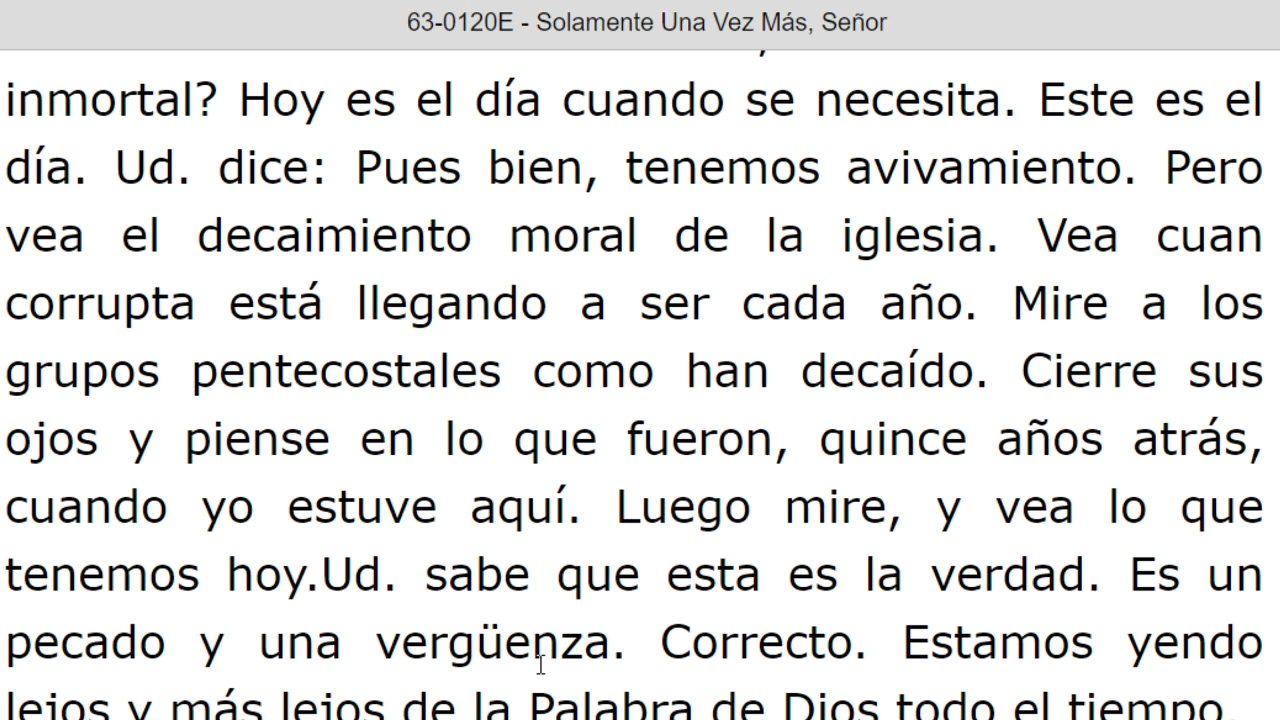 63-0120E - Solamente Una Vez Más, Señor
inmortal? Hoy es el día cuando se necesita. Este es el
día. Ud. dice: Pues bien, tenemos avivamiento. Pero
vea el decaimiento moral de la iglesia. Vea cuan
corrupta está llegando a ser cada año. Mire a los
grupos pentecostales como han decaído. Cierre sus
ojos y piense en lo que fueron, quince años atrás,
cuando yo estuve aquí. Luego mire, y vea lo que
tenemos hoy.Ud. sabe que esta es la verdad. Es un
pecado y una vergüenza. Correcto. Estamos yendo
lejos y más lejos de la Palabra de Dios todo el tiempo.